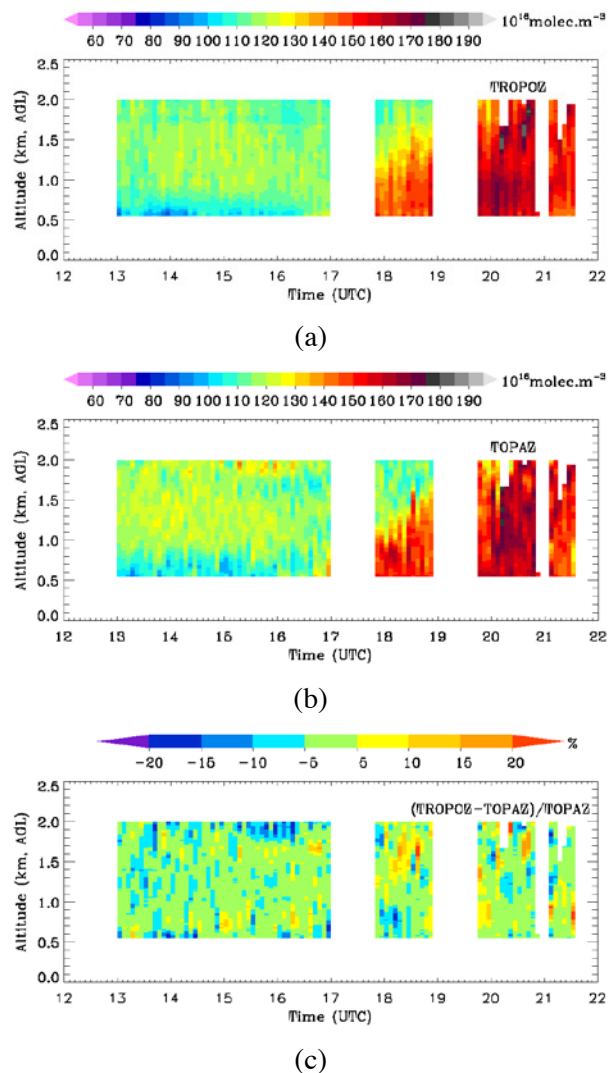 60 70 80 90 100 110 120 130 140 150 160 170 180 190 10¹⁶molec.m⁻³
TROPOZ
Altitude (km, AGL)
2.5
2.0
1.5
1.0
0.5
0.0
12 13 14 15 16 17 18 19 20 21 22
Time (UTC)
(a)
60 70 80 90 100 110 120 130 140 150 160 170 180 190 10¹⁶molec.m⁻³
TOPAZ
Altitude (km, AGL)
2.5
2.0
1.5
1.0
0.5
0.0
12 13 14 15 16 17 18 19 20 21 22
Time (UTC)
(b)
-20 -15 -10 -5 5 10 15 20 %
(TROPOZ-TOPAZ)/TOPAZ
Altitude (km, AGL)
2.5
2.0
1.5
1.0
0.5
0.0
12 13 14 15 16 17 18 19 20 21 22
Time (UTC)
(c)